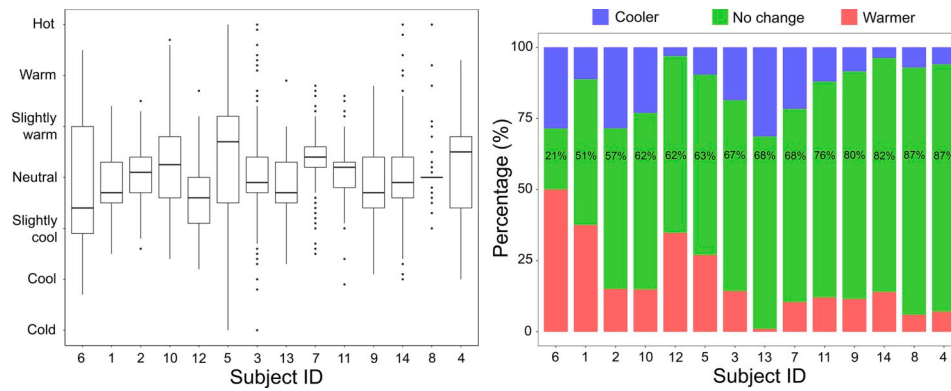 Hot
Warm
Slightly
warm
Neutral
Slightly
cool
Cool
Cold
6 1 2 10 12 5 3 13 7 11 9 14 8 4
Subject ID
Cooler No change Warmer
Percentage (%)
100
75
50
25
0
21% 51% 57% 62% 62% 63% 67% 68% 68% 76% 80% 82% 87% 87%
6 1 2 10 12 5 3 13 7 11 9 14 8 4
Subject ID